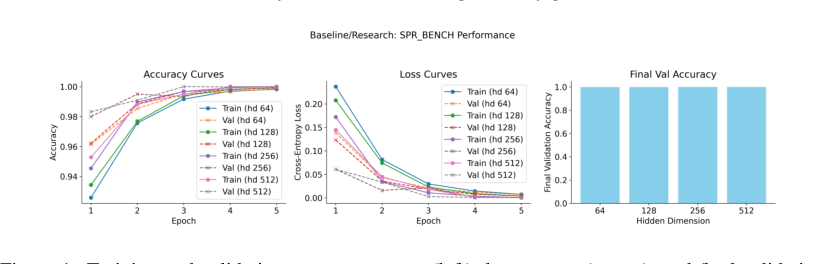 Baseline/Research: SPR_BENCH Performance
Accuracy Curves
Accuracy
1.00
0.98
0.96
0.94
1 2 3 4 5
Epoch
Train (hd 64)
Val (hd 64)
Train (hd 128)
Val (hd 128)
Train (hd 256)
Val (hd 256)
Train (hd 512)
Val (hd 512)
Loss Curves
Cross-Entropy Loss
0.20
0.15
0.10
0.05
0.00
1 2 3 4 5
Epoch
Train (hd 64)
Val (hd 64)
Train (hd 128)
Val (hd 128)
Train (hd 256)
Val (hd 256)
Train (hd 512)
Val (hd 512)
Final Val Accuracy
Final Validation Accuracy
1.0
0.8
0.6
0.4
0.2
0.0
64 128 256 512
Hidden Dimension